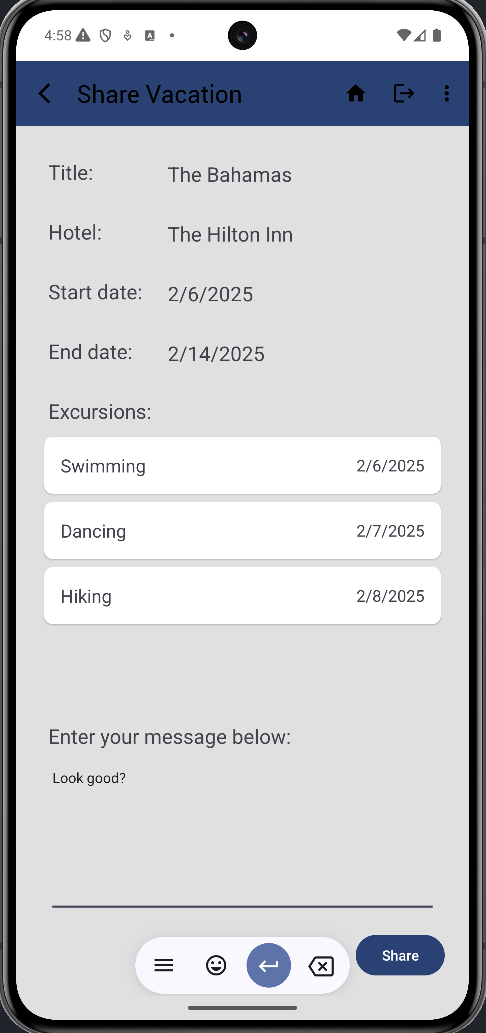 4:58
Share Vacation
Title: The Bahamas
Hotel: The Hilton Inn
Start date: 2/6/2025
End date: 2/14/2025
Excursions:
Swimming 2/6/2025
Dancing 2/7/2025
Hiking 2/8/2025
Enter your message below:
Look good?
Share